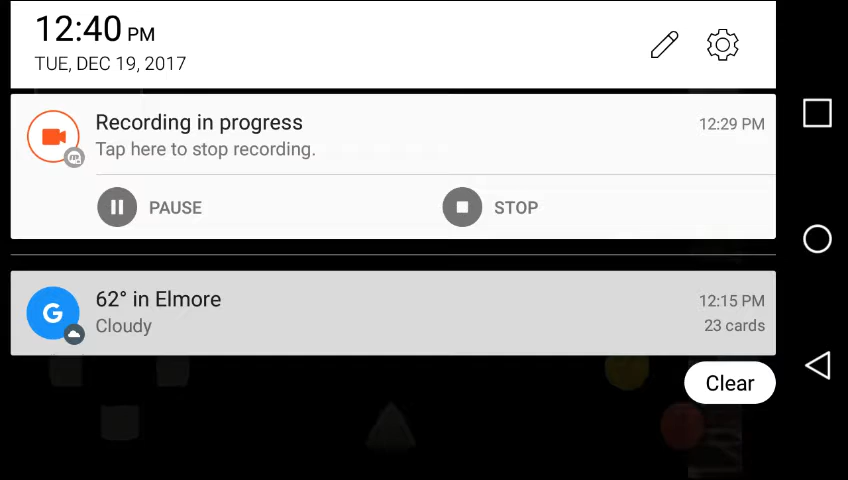 12:40 PM
TUE, DEC 19, 2017
Recording in progress
12:29 PM
Tap here to stop recording.
PAUSE
STOP
G
62° in Elmore
12:15 PM
Cloudy
23 cards
Clear